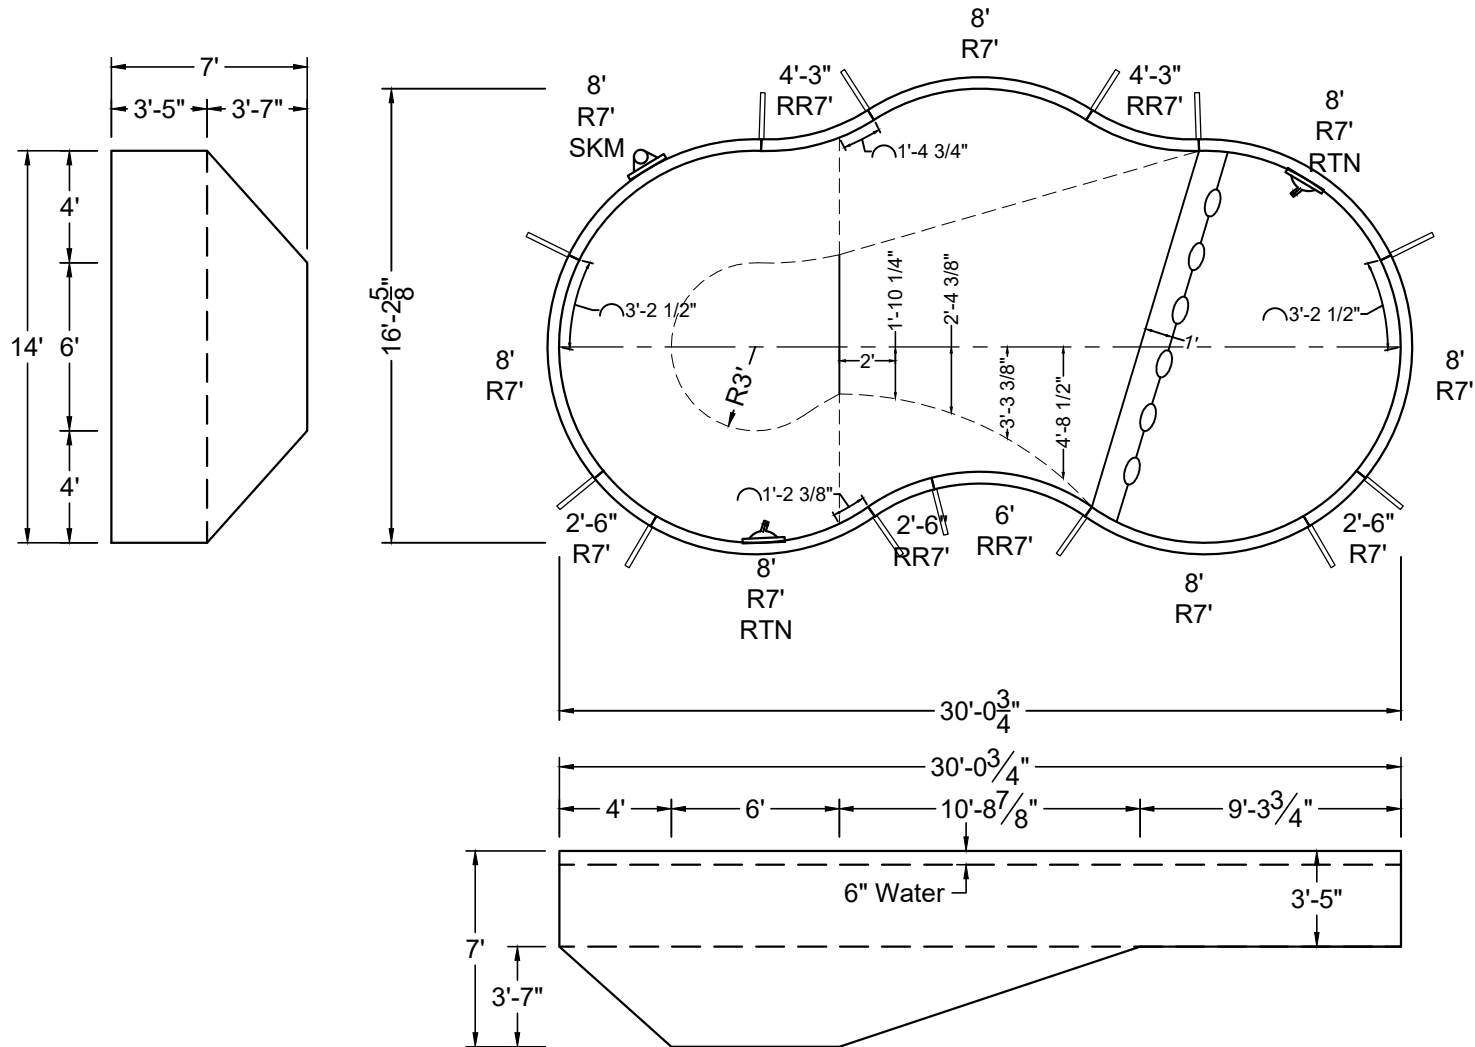 8'
R7'
4'-3"
RR7'
4'-3"
RR7'
8'
R7'
SKM
8'
R7'
RTN
7'
3'-5"
3'-7"
4'
14'
6'
4'
16'-2 5/8"
1'-4 3/4"
3'-2 1/2"
3'-2 1/2"
1'-10 1/4"
2'-4 3/8"
2'
1'
R3'
3'-3 3/8"
4'-8 1/2"
8'
R7'
8'
R7'
1'-2 3/8"
2'-6"
R7'
2'-6"
RR7'
6'
RR7'
2'-6"
R7'
8'
R7'
RTN
8'
R7'
30'-0 3/4"
30'-0 3/4"
4'
6'
10'-8 7/8"
9'-3 3/4"
6" Water
3'-5"
7'
3'-7"